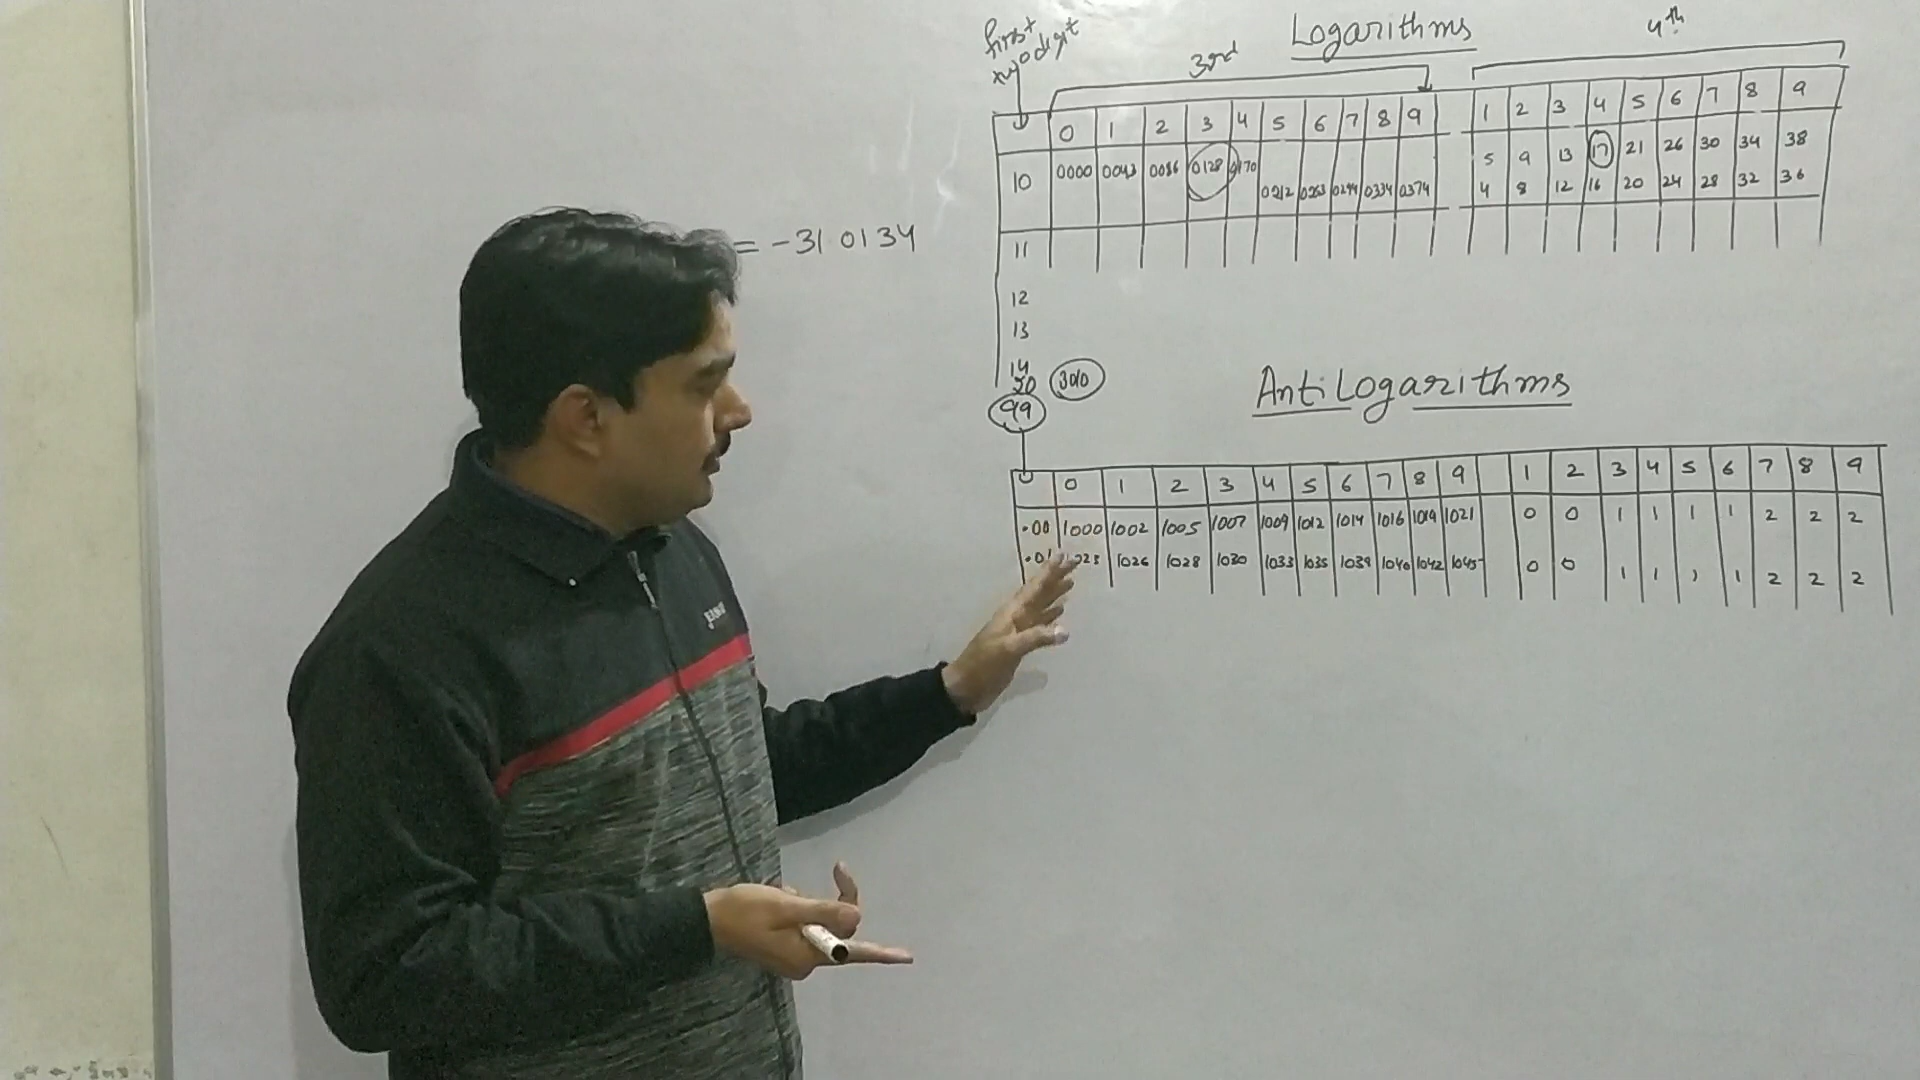 first
two digit
Logarithms
3rd
4th
0 1 2 3 4 5 6 7 8 9 1 2 3 4 5 6 7 8 9
10 0000 0043 0086 0128 0170 5 9 13 17 21 26 30 34 38
0212 0253 0294 0334 0374 4 8 12 16 20 24 28 32 36
= -31 0134
11
12
13
14
20 3010
99
AntiLogarithms
0 1 2 3 4 5 6 7 8 9 1 2 3 4 5 6 7 8 9
.00 1000 1002 1005 1007 1009 1012 1014 1016 1019 1021 0 0 1 1 1 1 2 2 2
.01 1026 1028 1030 1033 1035 1038 1040 1042 1045 0 0 1 1 1 1 2 2 2